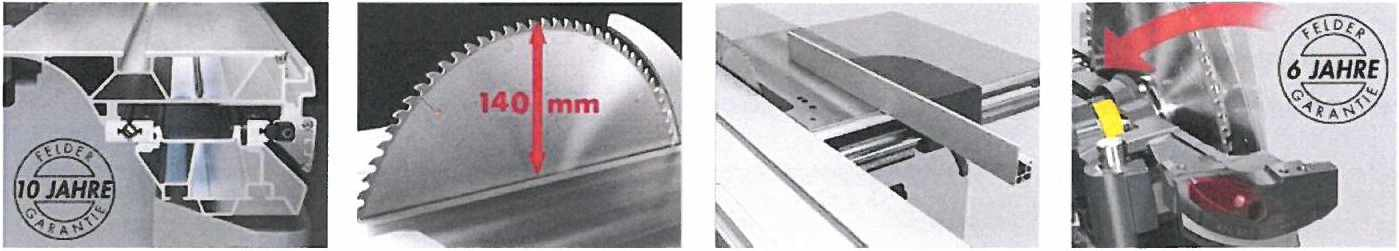 FELDER
10 JAHRE
GARANTIE
140 mm
FELDER
6 JAHRE
GARANTIE